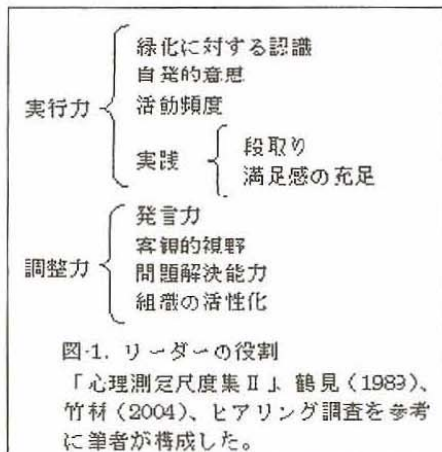 実行力
緑化に対する認識
自発的意思
活動頻度
実践
段取り
満足感の充足
調整力
発言力
客観的視野
問題解決能力
組織の活性化
図-1. リーダーの役割
「心理測定尺度集Ⅱ」鶴見(1989)、
竹材(2004)、ヒアリング調査を参考
に筆者が構成した。